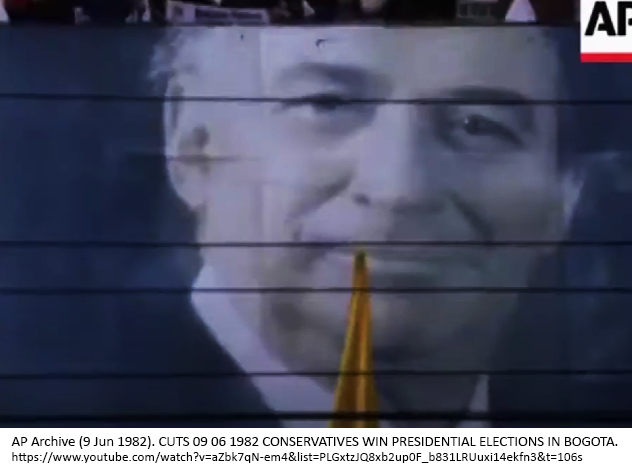 AP
AP Archive (9 Jun 1982). CUTS 09 06 1982 CONSERVATIVES WIN PRESIDENTIAL ELECTIONS IN BOGOTA.
https://www.youtube.com/watch?v=aZbk7qN-em4&list=PLGxtzJQ8xb2up0F_b831LRUuxi14ekfn3&t=106s